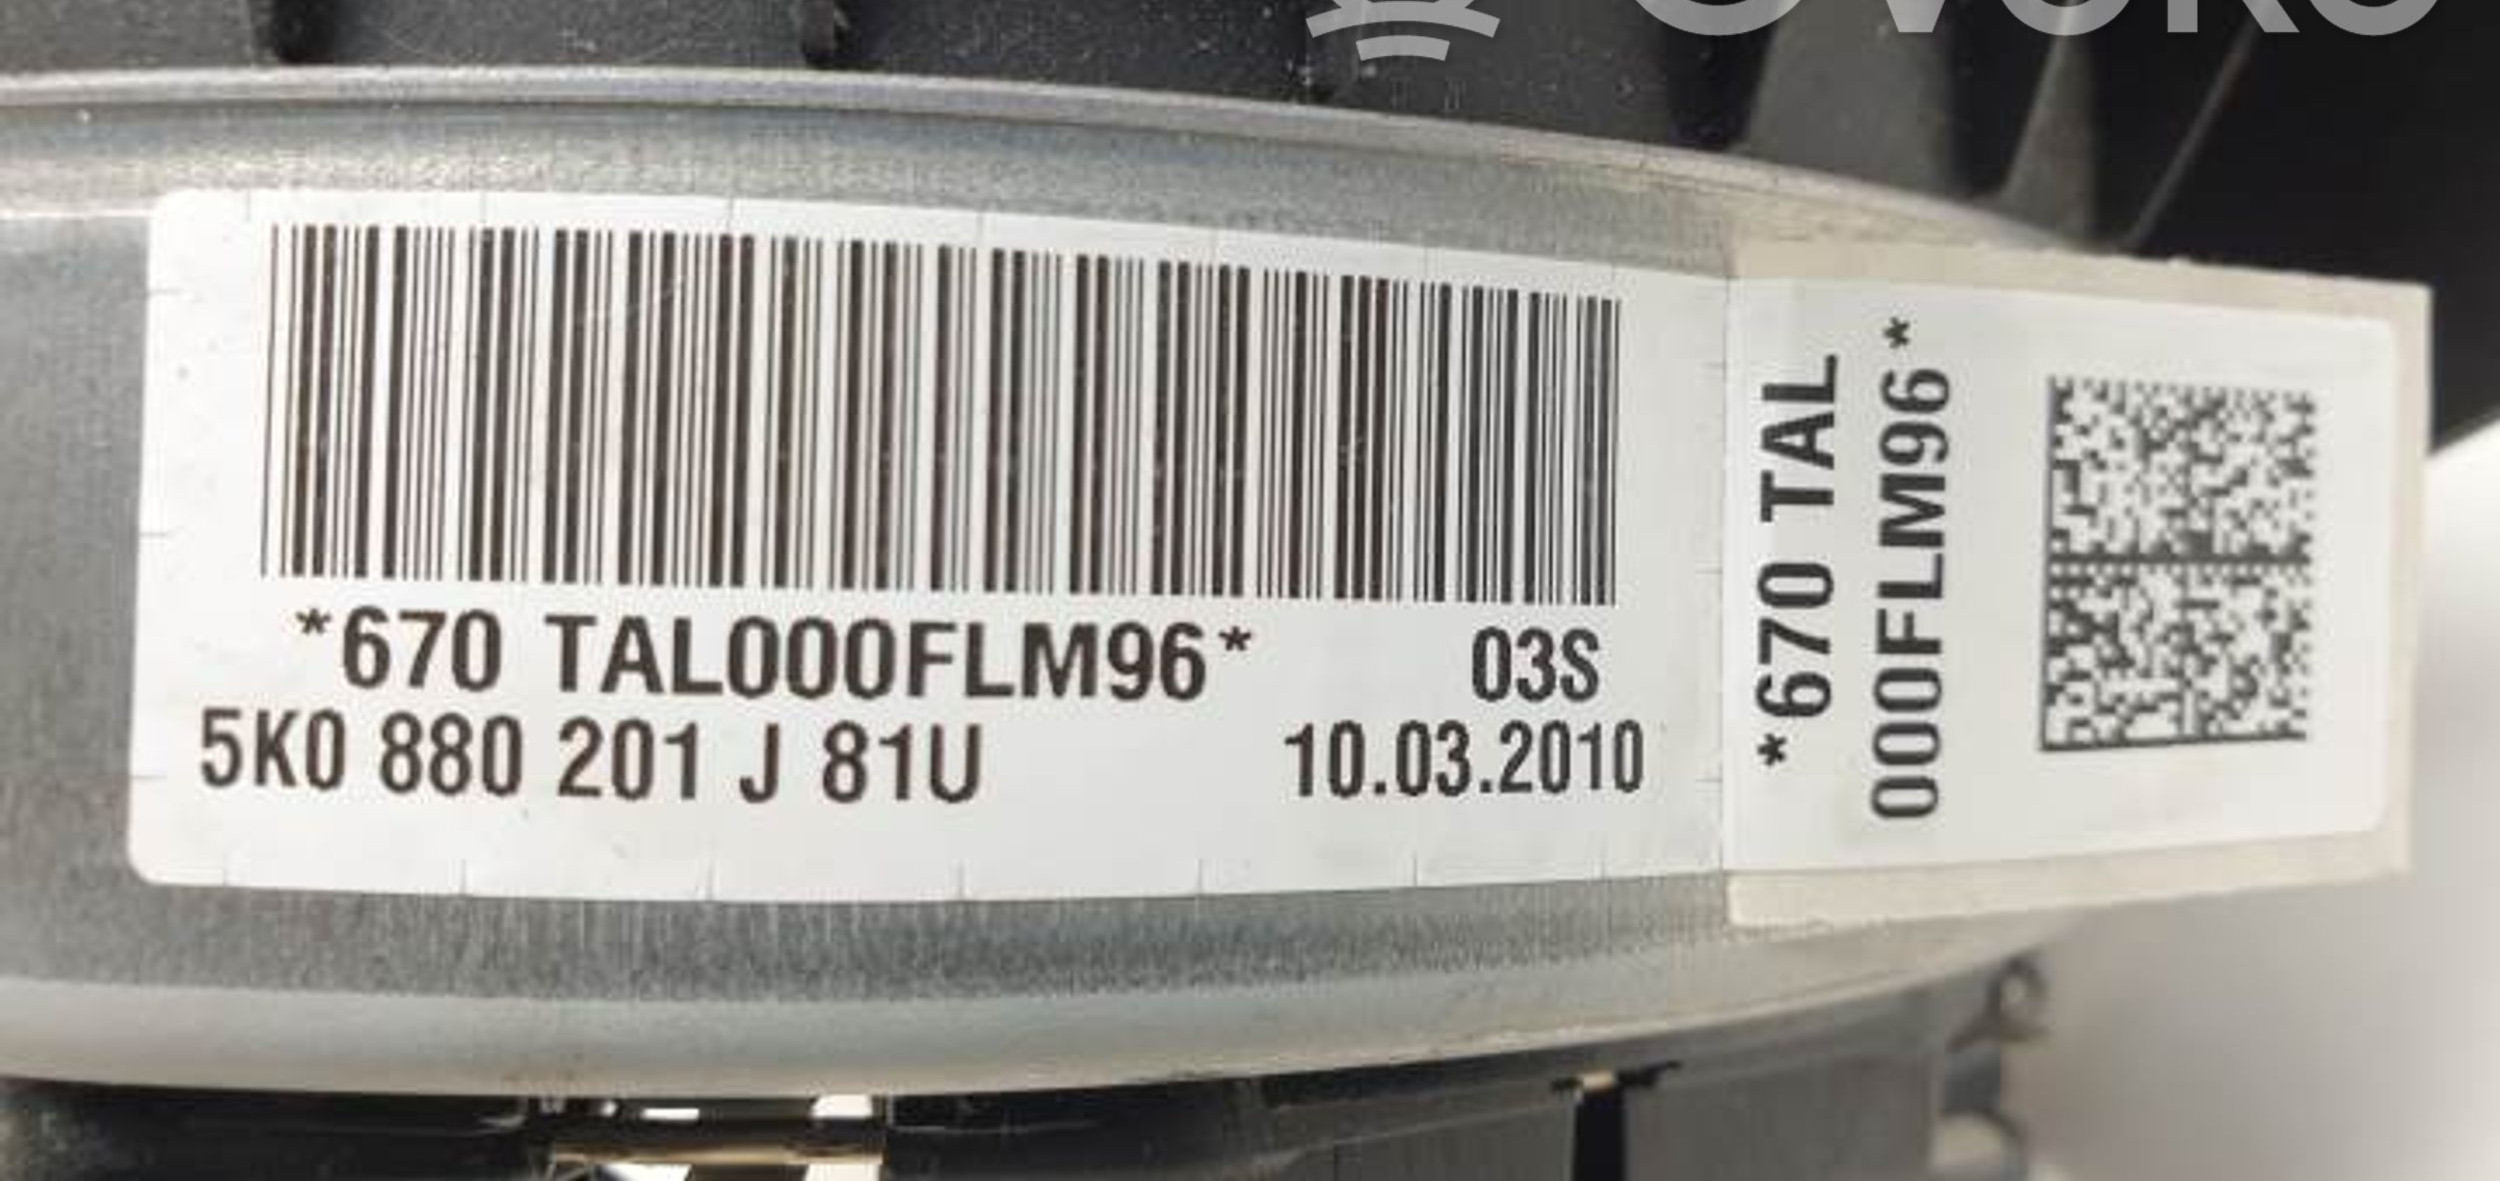 *670 TAL000FLM96* 03S
5K0 880 201 J 81U 10.03.2010
*670 TAL
000FLM96*